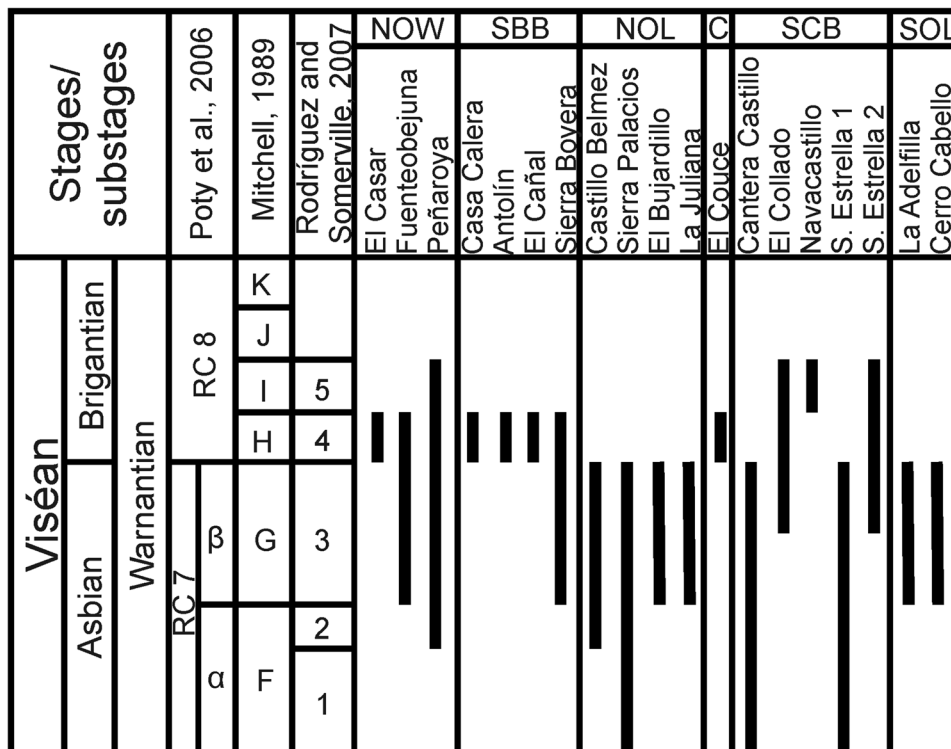 Stages/
substages
Poty et al., 2006
Mitchell, 1989
Rodríguez and
Somerville, 2007
NOW
SBB
NOL
C
SCB
SOL
El Casar
Fuenteobejuna
Peñaroya
Casa Calera
Antolín
El Cañal
Sierra Boyera
Castillo Belmez
Sierra Palacios
El Bujardillo
La Juliana
El Couce
Cantera Castillo
El Collado
Navacastillo
S. Estrella 1
S. Estrella 2
La Adelfilla
Cerro Cabello
Viséan
Brigantian
Asbian
Warnantian
RC 8
RC 7
β
α
K
J
I
H
G
F
5
4
3
2
1